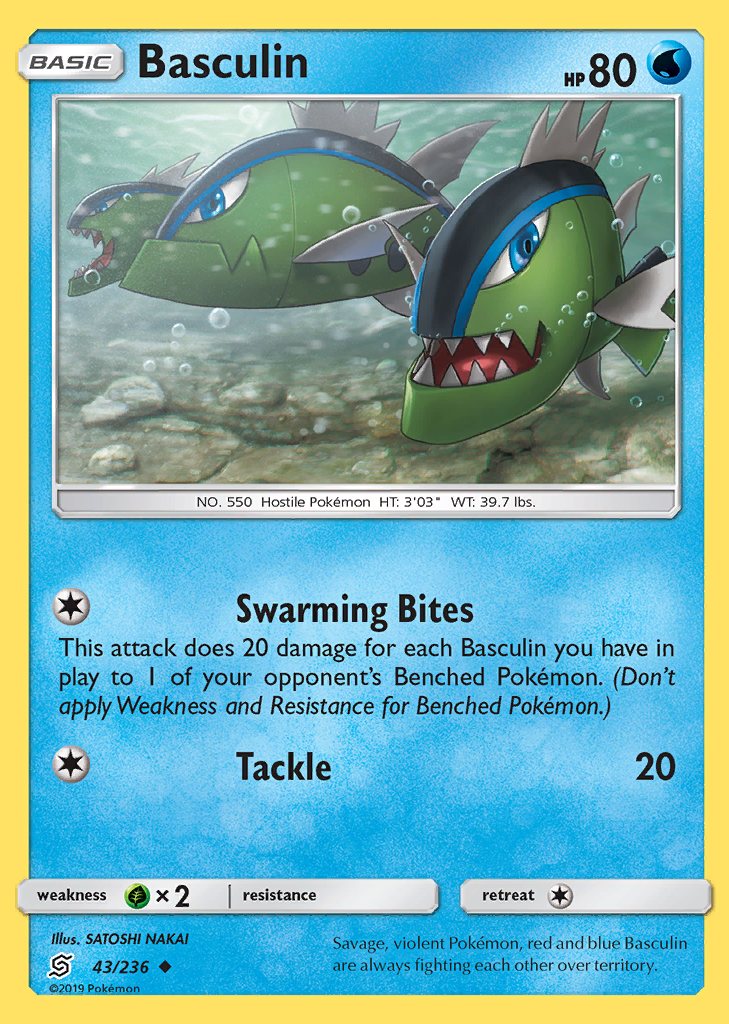 BASIC Basculin HP 80
NO. 550 Hostile Pokémon HT: 3'03" WT: 39.7 lbs.
Swarming Bites
This attack does 20 damage for each Basculin you have in
play to 1 of your opponent's Benched Pokémon. (Don't
apply Weakness and Resistance for Benched Pokémon.)
Tackle 20
weakness ×2 resistance retreat
Illus. SATOSHI NAKAI
43/236
©2019 Pokémon
Savage, violent Pokémon, red and blue Basculin
are always fighting each other over territory.